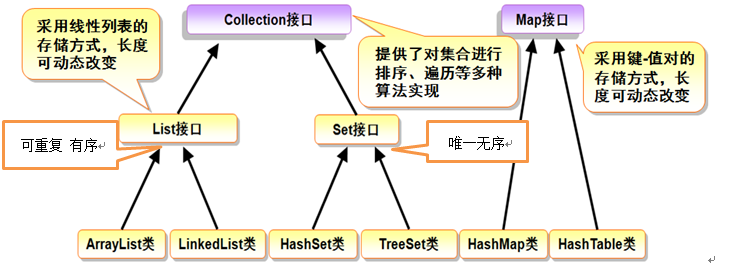 Collection接口
Map接口
采用线性列表的
存储方式，长度
可动态改变
提供了对集合进行
排序、遍历等多种
算法实现
采用键-值对的
存储方式，长
度可动态改变
List接口
Set接口
可重复 有序
唯一无序
ArrayList类
LinkedList类
HashSet类
TreeSet类
HashMap类
HashTable类